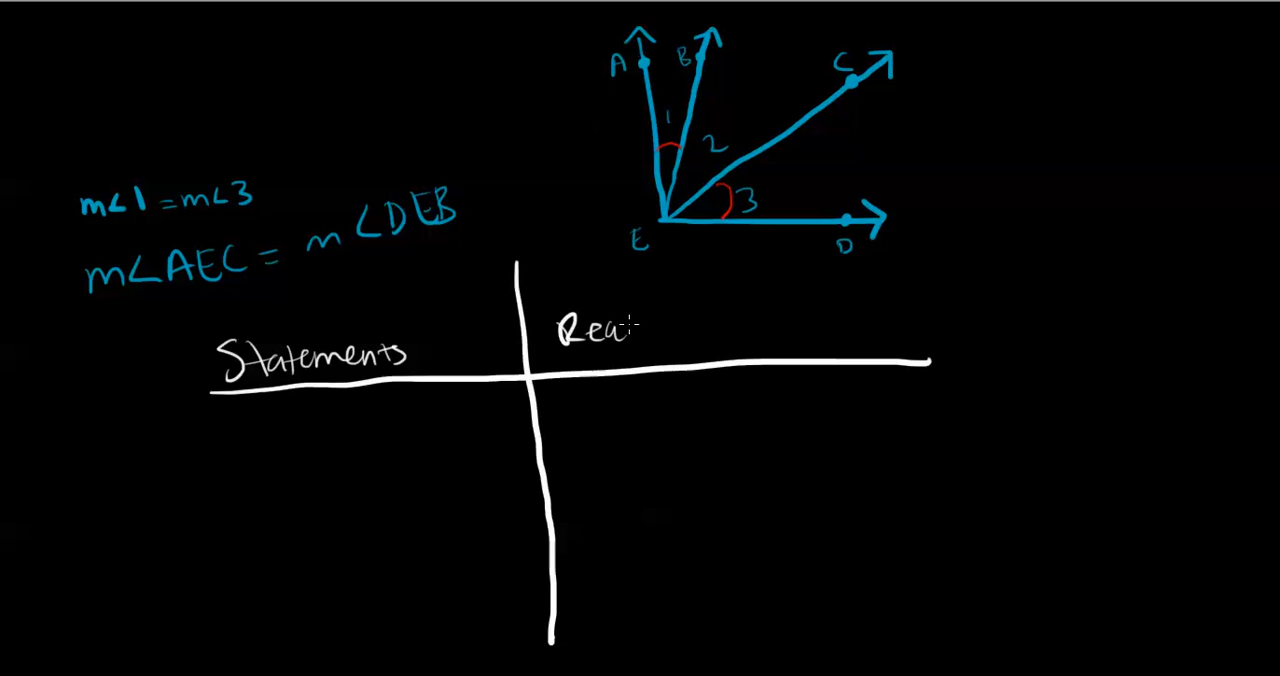 A B C
1 2
3
E D
m∠1 = m∠3
m∠AEC = m∠DEB
Statements Rea